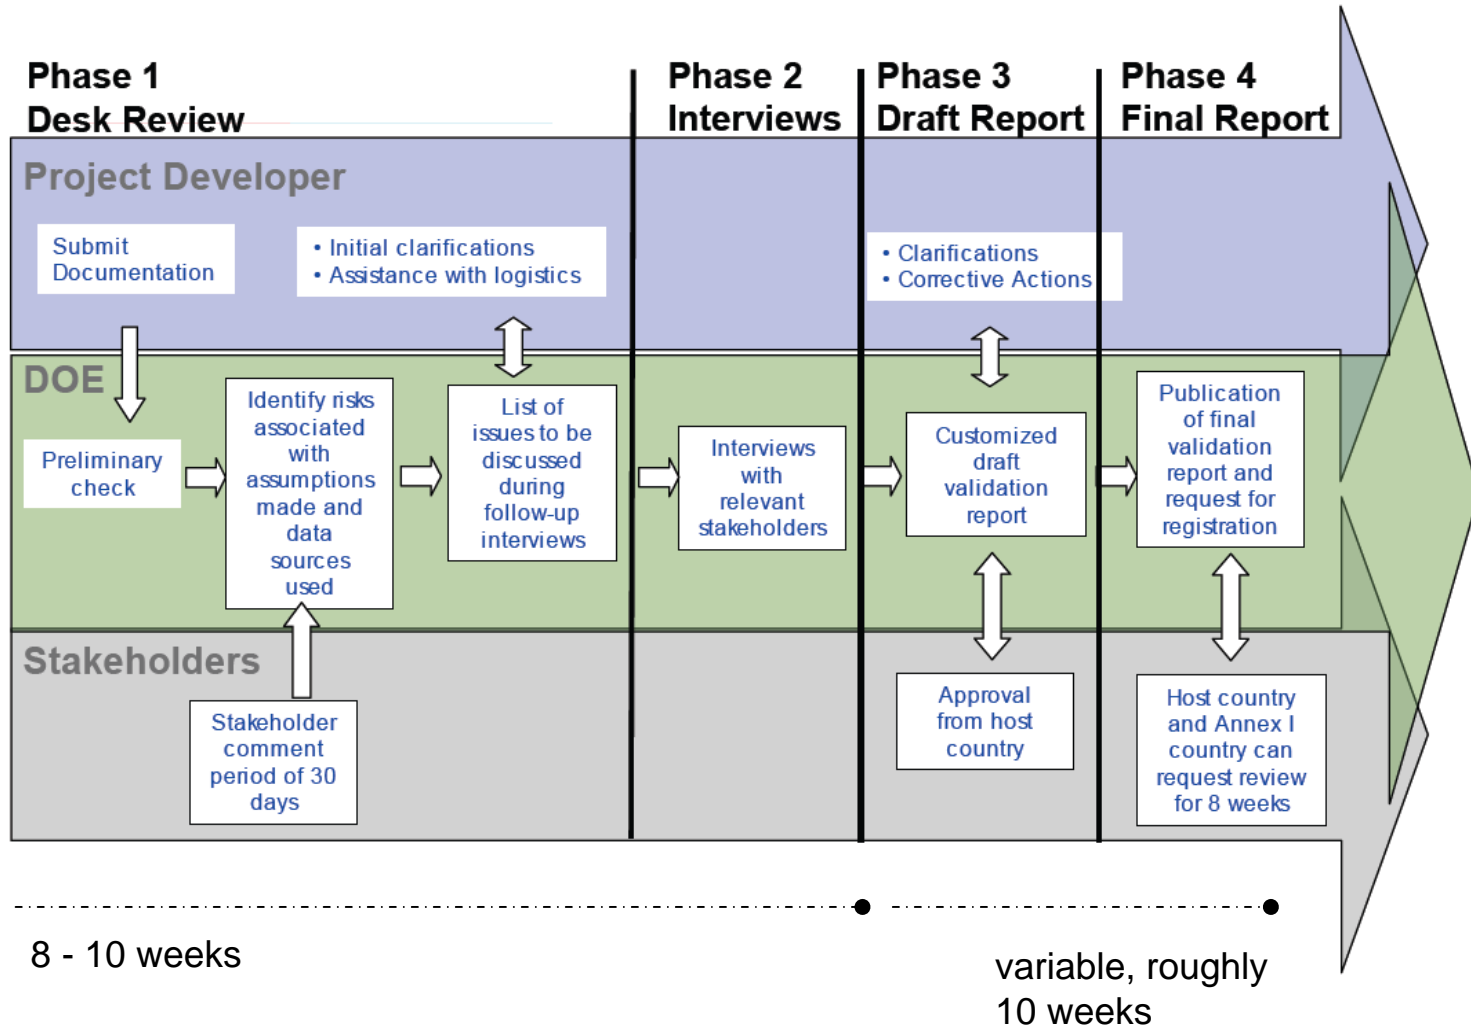 Phase 1
Desk Review
Phase 2
Interviews
Phase 3
Draft Report
Phase 4
Final Report
Project Developer
Submit
Documentation
• Initial clarifications
• Assistance with logistics
• Clarifications
• Corrective Actions
DOE
Preliminary
check
Identify risks
associated
with
assumptions
made and
data
sources
used
List of
issues to be
discussed
during
follow-up
interviews
Interviews
with
relevant
stakeholders
Customized
draft
validation
report
Publication
of final
validation
report and
request for
registration
Stakeholders
Stakeholder
comment
period of 30
days
Approval
from host
country
Host country
and Annex I
country can
request review
for 8 weeks
8 - 10 weeks
variable, roughly
10 weeks